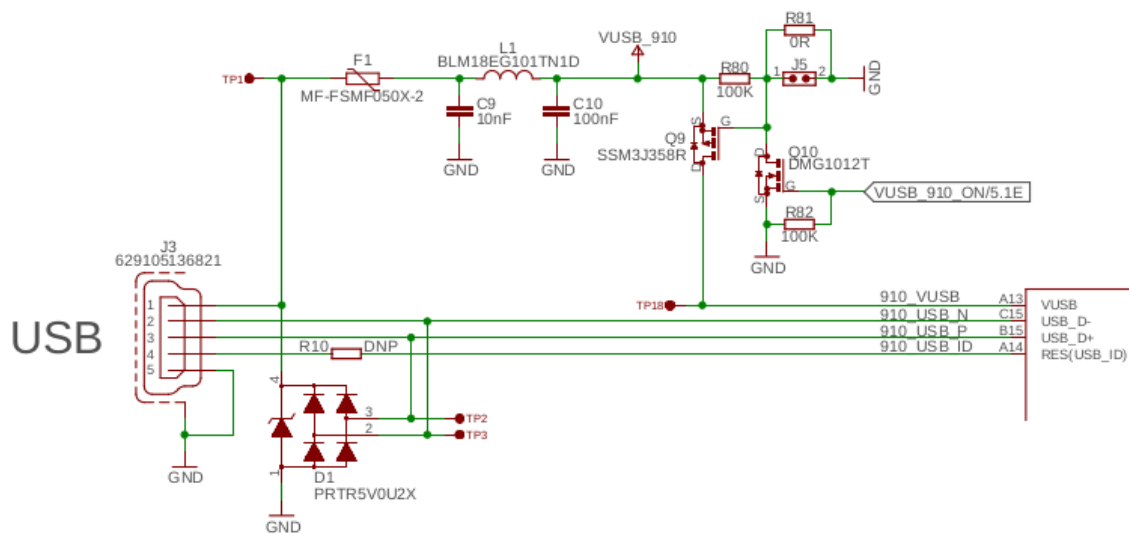 R81
0R
VUSB_910
L1
BLM18EG101TN1D
F1
R80
1
J5
2
TP1
MF-FSMF050X-2
100K
GND
C9
10nF
C10
100nF
S
G
Q9
SSM3J358R
D
D
Q10
DMG1012T
G
VUSB_910_ON/5.1E
S
R82
100K
GND
GND
GND
J3
629105136821
TP18
910_VUSB
A13
VUSB
1
910_USB_N
C15
USB_D-
2
910_USB_P
B15
USB_D+
3
910_USB_ID
A14
RES(USB_ID)
4
R10
DNP
5
USB
4
3
TP2
2
TP3
1
D1
PRTR5V0U2X
GND
GND